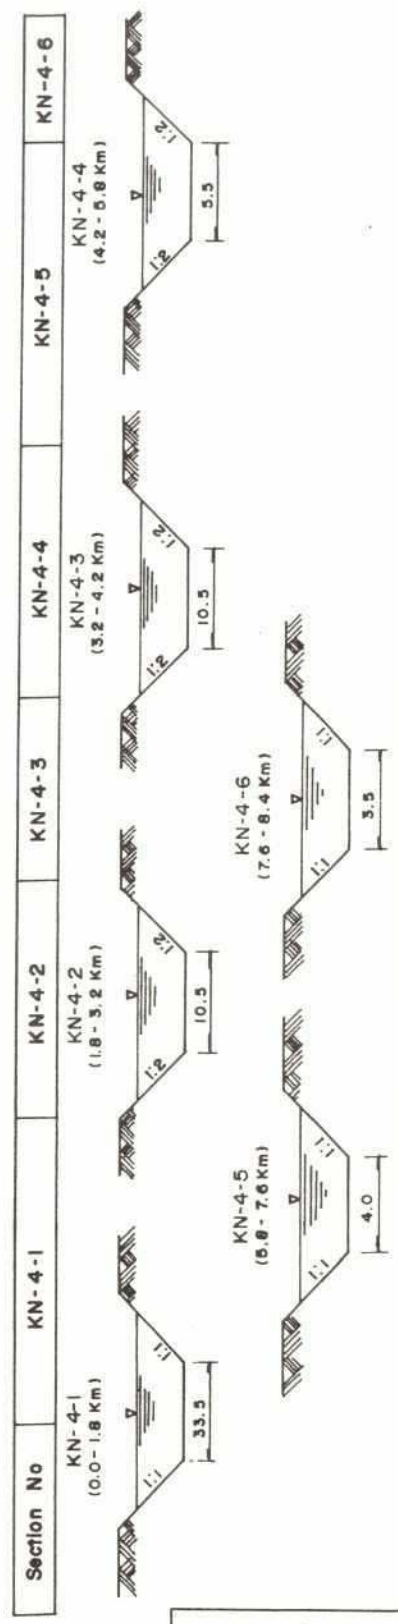 Section No KN-4-1 KN-4-2 KN-4-3 KN-4-4 KN-4-5 KN-4-6
KN-4-1
(0.0 - 1.8 Km)
1:1 1:1
33.5
KN-4-2
(1.8 - 3.2 Km)
1:2 1:2
10.5
KN-4-3
(3.2 - 4.2 Km)
1:2 1:2
10.5
KN-4-4
(4.2 - 5.8 Km)
1:2 1:2
5.5
KN-4-5
(5.8 - 7.6 Km)
1:1 1:1
4.0
KN-4-6
(7.6 - 8.4 Km)
1:1 1:1
3.5